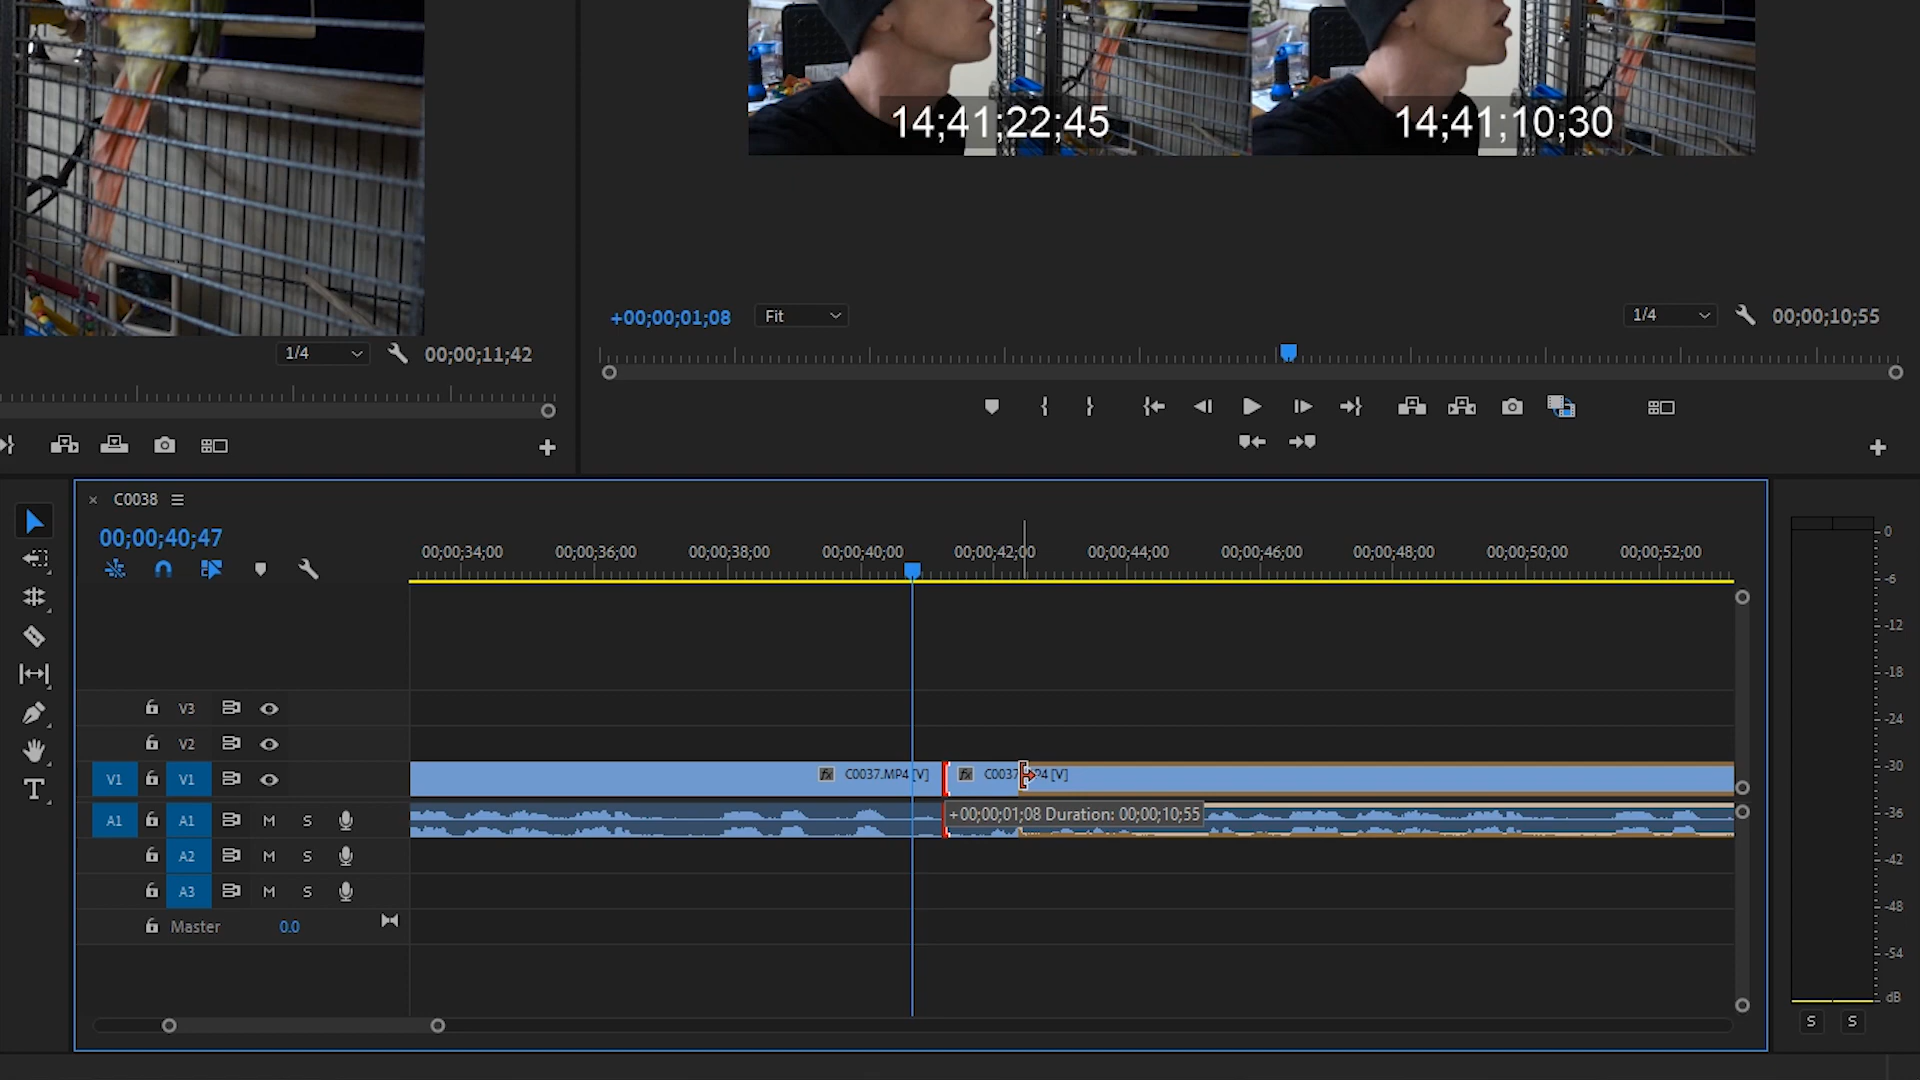 14;41;22;45 14;41;10;30
+00;00;01;08 Fit 1/4 00;00;10;55
1/4 00;00;11;42
C0038
00;00;40;47
00;00;34;00 00;00;36;00 00;00;38;00 00;00;40;00 00;00;42;00 00;00;44;00 00;00;46;00 00;00;48;00 00;00;50;00 00;00;52;00
V3
V2
V1 V1 fx C0037.MP4 [V] fx C0037 P4 [V]
A1 A1 M S +00;00;01;08 Duration: 00;00;10;55
A2 M S
A3 M S
Master 0.0
T
0
-6
-12
-18
-24
-30
-36
-42
-48
-54
dB
S S